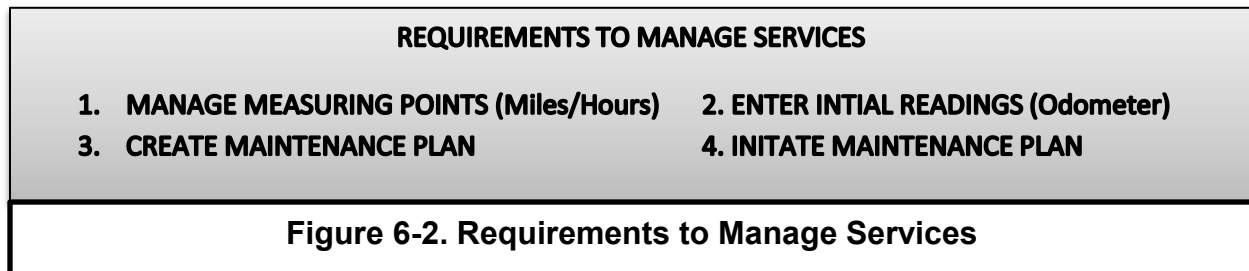 REQUIREMENTS TO MANAGE SERVICES
1. MANAGE MEASURING POINTS (Miles/Hours) 2. ENTER INTIAL READINGS (Odometer)
3. CREATE MAINTENANCE PLAN 4. INITATE MAINTENANCE PLAN
Figure 6-2. Requirements to Manage Services